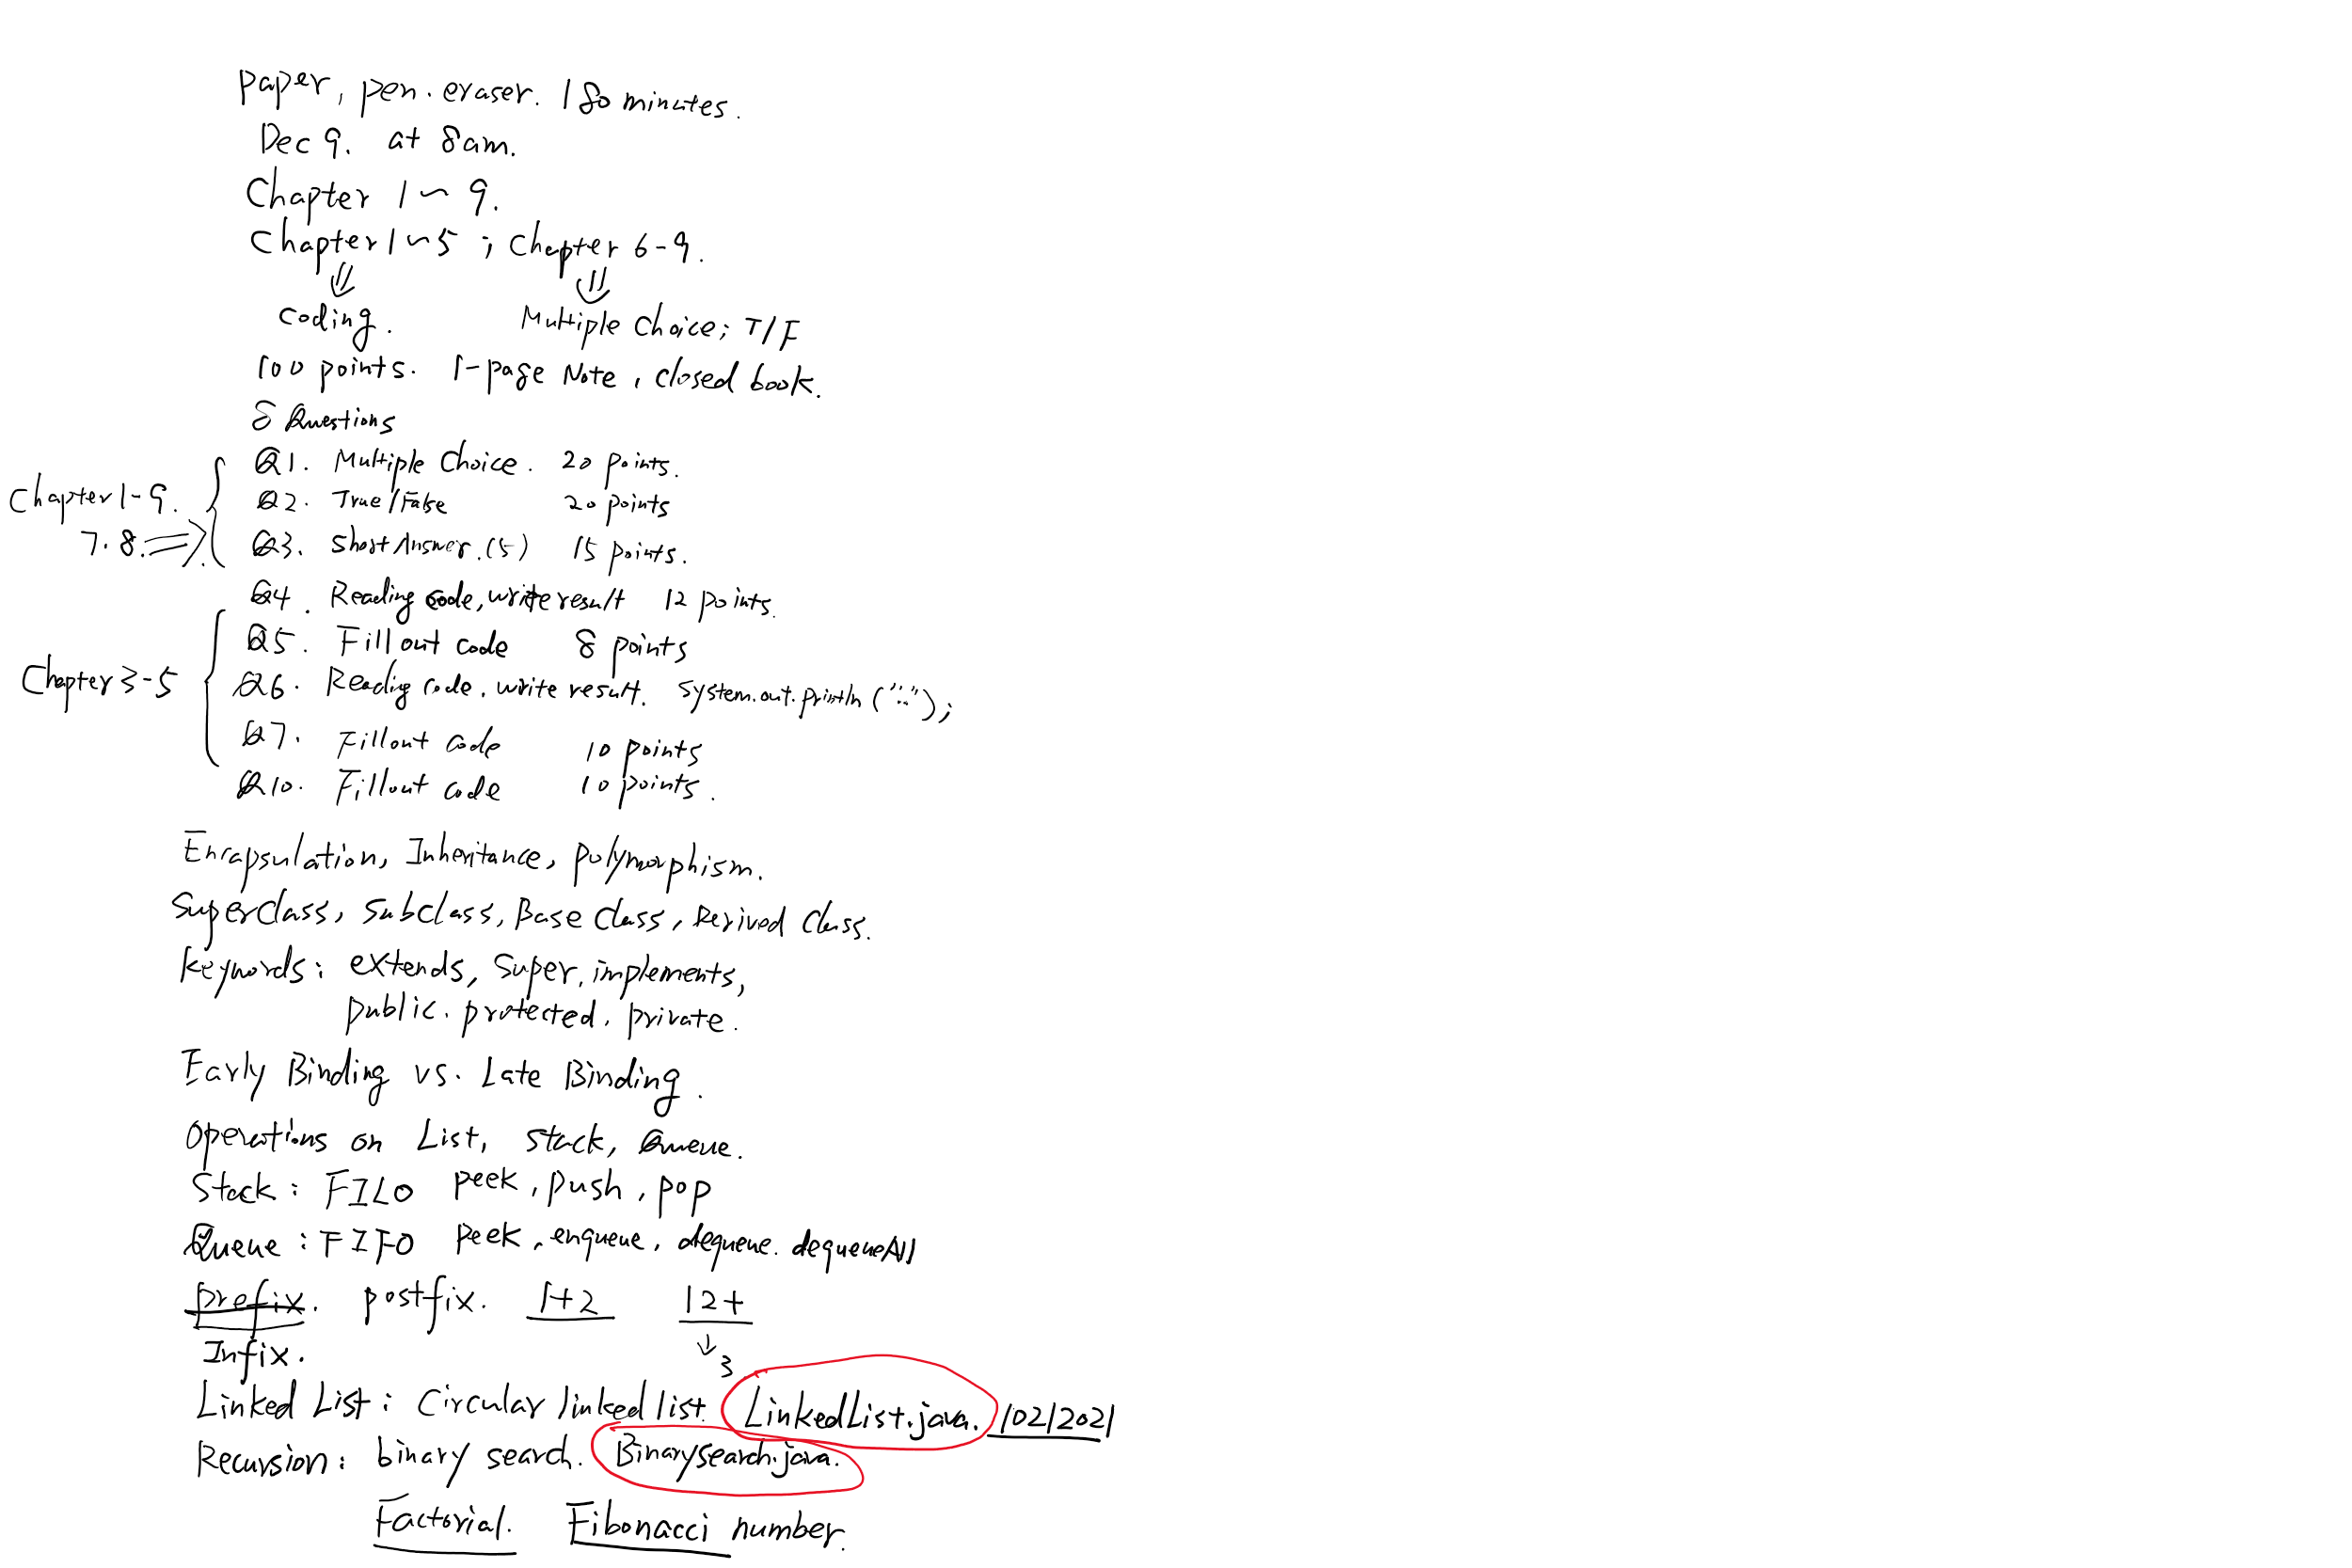 paper, pen. eraser. 180 minutes.
Dec 9. at 8am.
Chapter 1~9.
Chapter 1~5 ; Chapter 6-9.
coding. Multiple Choice; T/F
100 points. 1-page Note, closed book.
8 Questions
Q1. Multiple Choice. 20 points.
Chapter 1-9.
Q2. True/False 20 points
7.8. ⇒
Q3. Short Answer.(5) 15 points.
Q4. Reading code, write result 12 points.
Q5. Fill out code 8 points
Chapter 3-5
Q6. Reading code, write result. System.out.println("...");
Q7. Fillout code 10 points
Q10. Fillout code 10 points.
Encapsulation, Inheritance, polymorphism.
Superclass, Subclass, Base Class, Derived Class.
Keywords: extends, super, implements,
public. protected. private.
Early Binding vs. Late Binding.
Operations on List, Stack, Queue.
Stack: FILO peek, push, pop
Queue: FIFO peek, enqueue, dequeue. dequeueAll
prefix. postfix. 1+2 12+
Infix. ↓ 3
Linked List: Circular linked list. LinkedList.java. 102/2021
Recursion: binary search. Binarysearch.java.
Factorial. Fibonacci number.